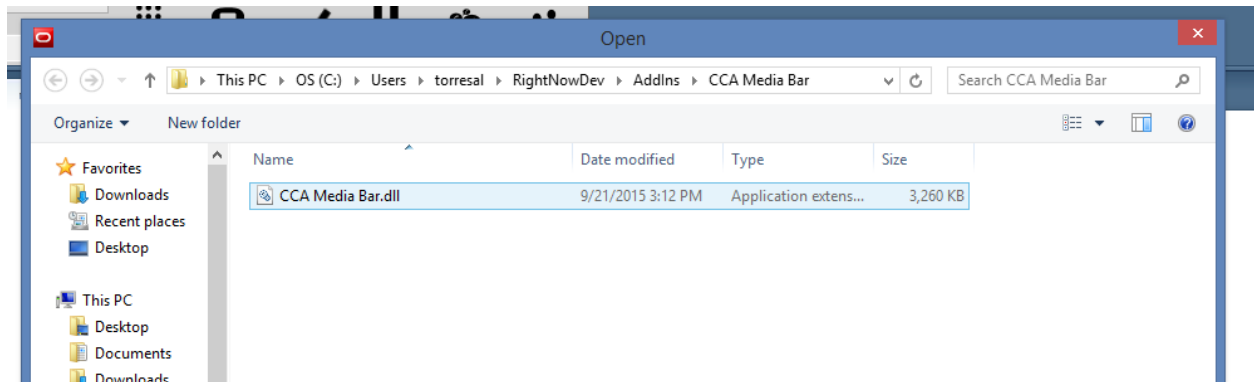 Open
This PC OS (C:) Users torresal RightNowDev AddIns CCA Media Bar Search CCA Media Bar
Organize New folder
Name Date modified Type Size
CCA Media Bar.dll 9/21/2015 3:12 PM Application extens... 3,260 KB
Favorites
Downloads
Recent places
Desktop
This PC
Desktop
Documents
Downloads